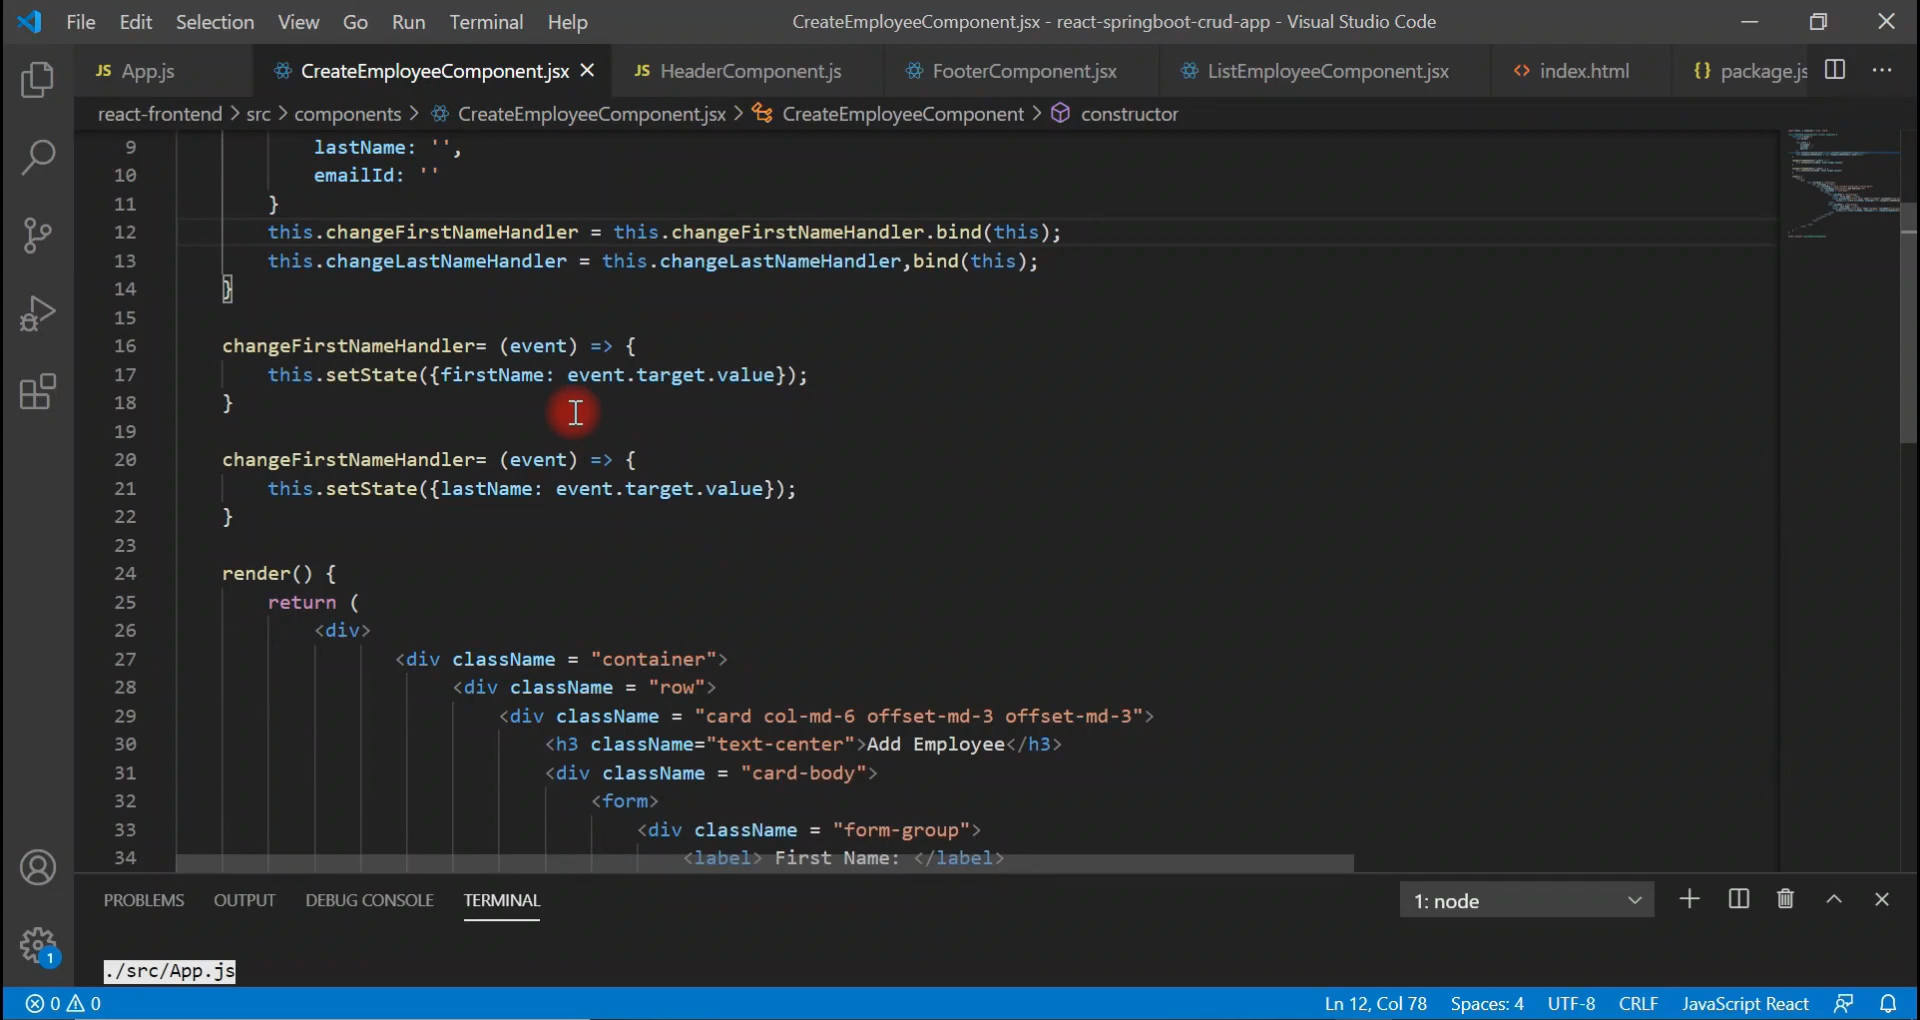 File Edit Selection View Go Run Terminal Help CreateEmployeeComponent.jsx - react-springboot-crud-app - Visual Studio Code
JS App.js CreateEmployeeComponent.jsx JS HeaderComponent.js FooterComponent.jsx ListEmployeeComponent.jsx <> index.html {} package.js
react-frontend > src > components > CreateEmployeeComponent.jsx > CreateEmployeeComponent > constructor
9 lastName: '',
10 emailId: ''
11 }
12 this.changeFirstNameHandler = this.changeFirstNameHandler.bind(this);
13 this.changeLastNameHandler = this.changeLastNameHandler,bind(this);
14 }
15
16 changeFirstNameHandler= (event) => {
17 this.setState({firstName: event.target.value});
18 }
19
20 changeFirstNameHandler= (event) => {
21 this.setState({lastName: event.target.value});
22 }
23
24 render() {
25 return (
26 <div>
27 <div className = "container">
28 <div className = "row">
29 <div className = "card col-md-6 offset-md-3 offset-md-3">
30 <h3 className="text-center">Add Employee</h3>
31 <div className = "card-body">
32 <form>
33 <div className = "form-group">
34 <label> First Name: </label>
PROBLEMS OUTPUT DEBUG CONSOLE TERMINAL 1: node
./src/App.js
1
0 0 Ln 12, Col 78 Spaces: 4 UTF-8 CRLF JavaScript React